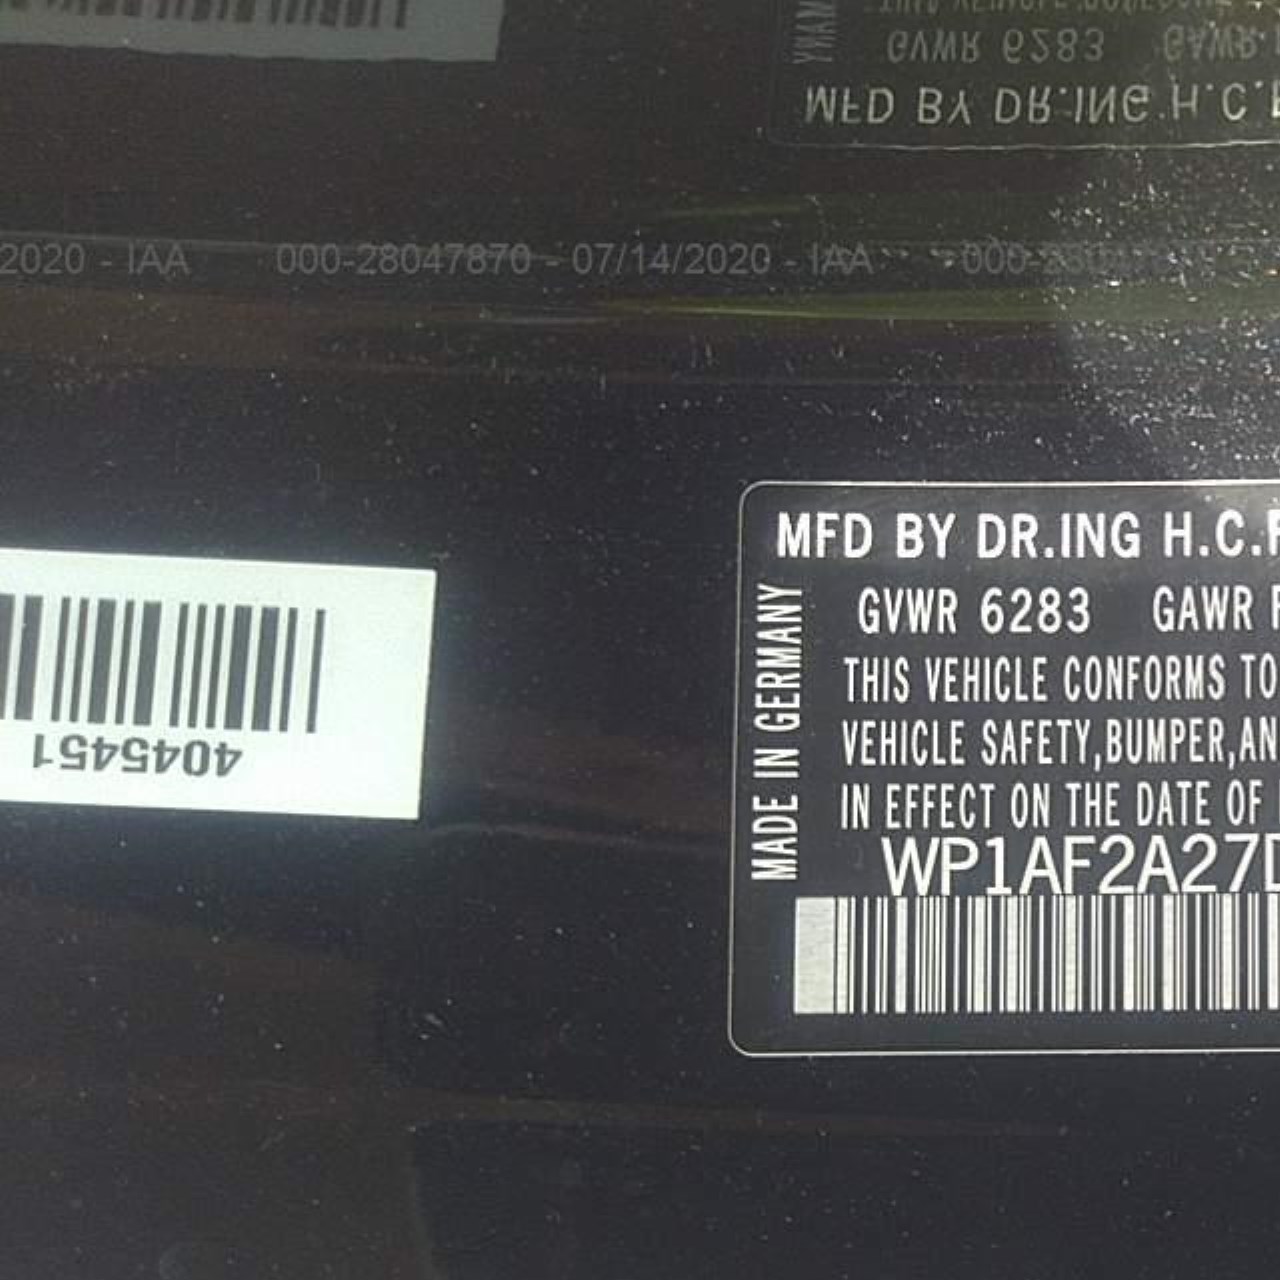 GVWR 6283 GAWR
MFD BY DR.ING H.C.F
2020 - IAA 000-28047870 - 07/14/2020 - IAA
MFD BY DR.ING H.C.F
GVWR 6283 GAWR F
THIS VEHICLE CONFORMS TO
VEHICLE SAFETY,BUMPER,AN
IN EFFECT ON THE DATE OF
WP1AF2A27D
MADE IN GERMANY
4045451